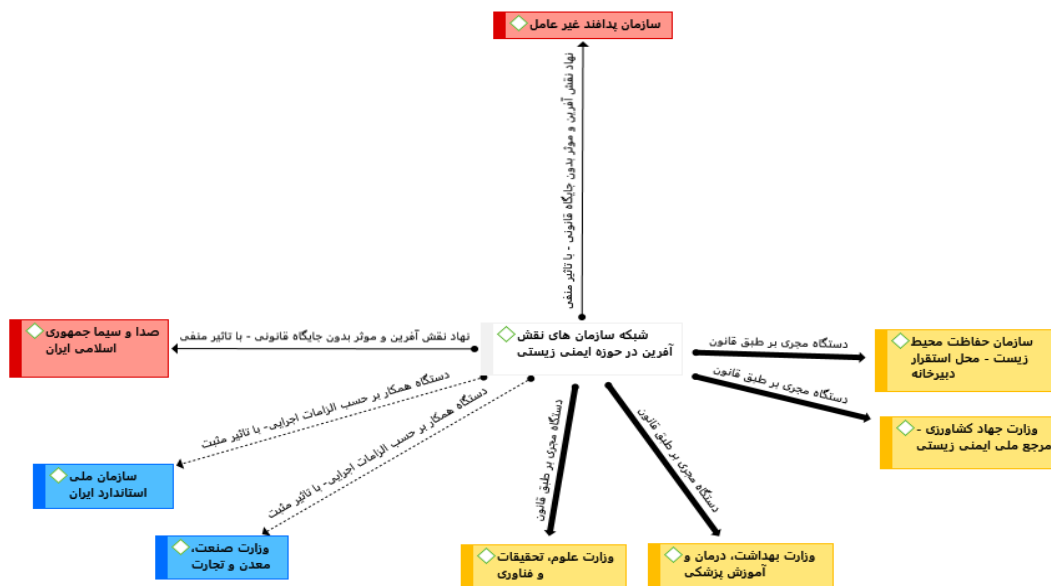 سازمان پدافند غیر عامل
نهاد نقش آفرین و موثر بدون جایگاه قانونی - با تاثیر منفی
شبکه سازمان های نقش
آفرین در حوزه ایمنی زیستی
نهاد نقش آفرین و موثر بدون جایگاه قانونی - با تاثیر منفی
صدا و سیما جمهوری
اسلامی ایران
دستگاه مجری بر طبق قانون
سازمان حفاظت محیط
زیست - محل استقرار
دبیرخانه
دستگاه مجری بر طبق قانون
وزارت جهاد کشاورزی -
مرجع ملی ایمنی زیستی
دستگاه همکار بر حسب الزامات اجرایی- با تاثیر مثبت
سازمان ملی
استاندارد ایران
دستگاه همکار بر حسب الزامات اجرایی- با تاثیر مثبت
وزارت صنعت،
معدن و تجارت
دستگاه مجری بر طبق قانون
وزارت علوم، تحقیقات
و فناوری
دستگاه مجری بر طبق قانون
وزارت بهداشت، درمان و
آموزش پزشکی